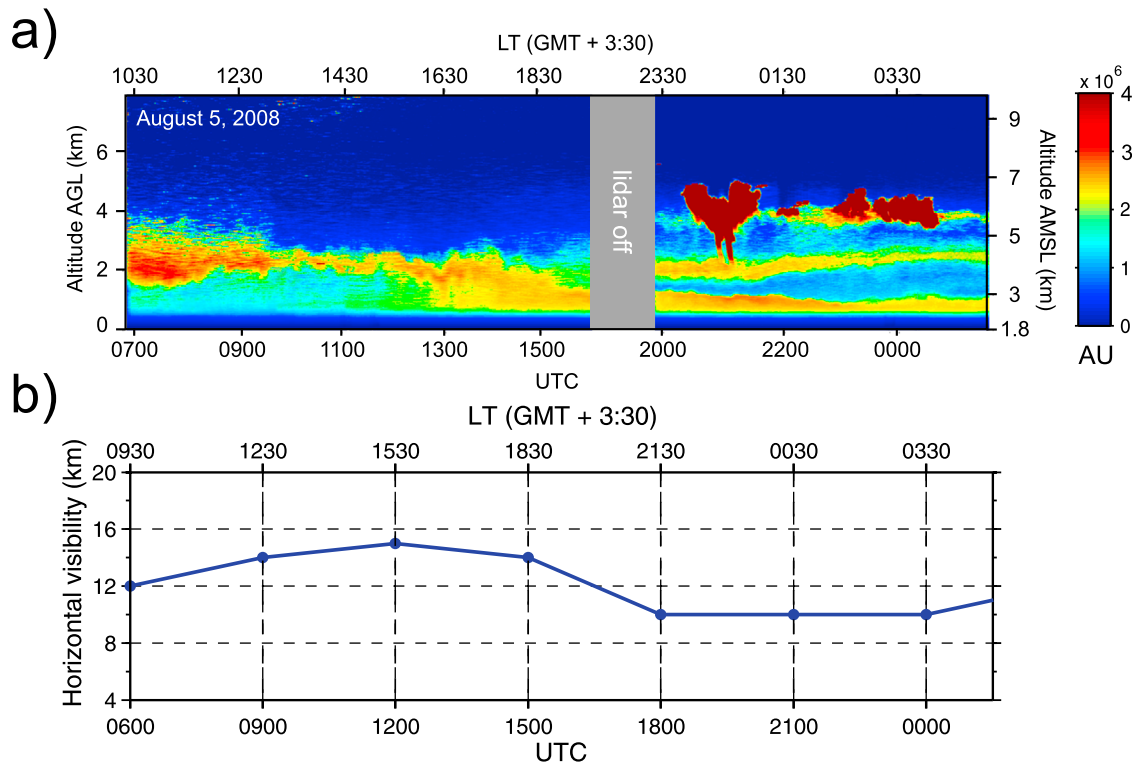 a)
LT (GMT + 3:30)
1030 1230 1430 1630 1830 2330 0130 0330
August 5, 2008
lidar off
Altitude AGL (km)
6
4
2
0
Altitude AMSL (km)
9
7
5
3
1.8
0700 0900 1100 1300 1500 2000 2200 0000
UTC
x 10^6
4
3
2
1
0
AU
b)
LT (GMT + 3:30)
0930 1230 1530 1830 2130 0030 0330
Horizontal visibility (km)
20
16
12
8
4
0600 0900 1200 1500 1800 2100 0000
UTC